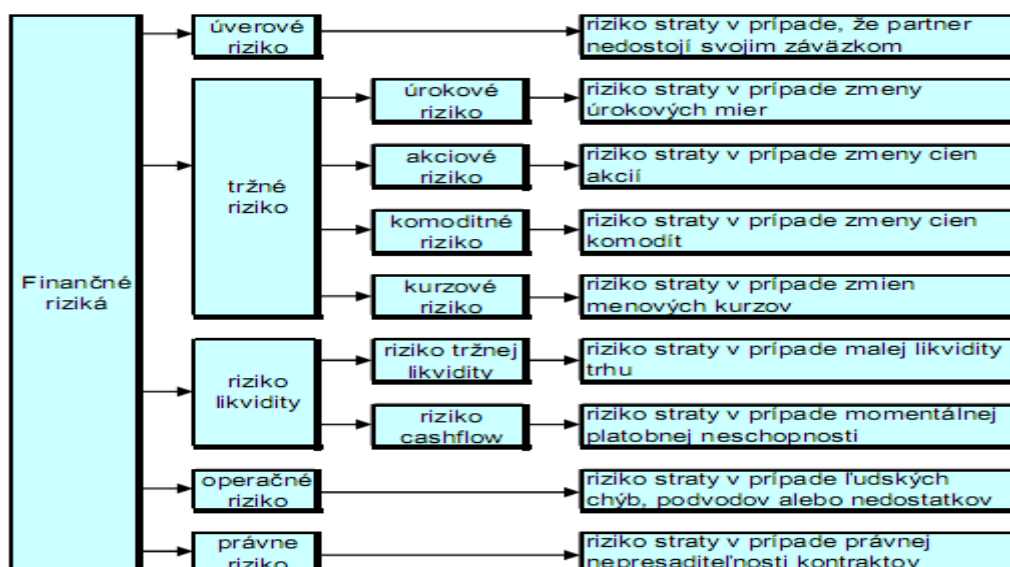 Finančné
riziká
úverové
riziko
riziko straty v prípade, že partner
nedostojí svojim záväzkom
tržné
riziko
úrokové
riziko
riziko straty v prípade zmeny
úrokových mier
akciové
riziko
riziko straty v prípade zmeny cien
akcií
komoditné
riziko
riziko straty v prípade zmeny cien
komodít
kurzové
riziko
riziko straty v prípade zmien
menových kurzov
riziko
likvidity
riziko tržnej
likvidity
riziko straty v prípade malej likvidity
trhu
riziko
cashflow
riziko straty v prípade momentálnej
platobnej neschopnosti
operačné
riziko
riziko straty v prípade ľudských
chýb, podvodov alebo nedostatkov
právne
riziko
riziko straty v prípade právnej
nepresaditeľnosti kontraktov